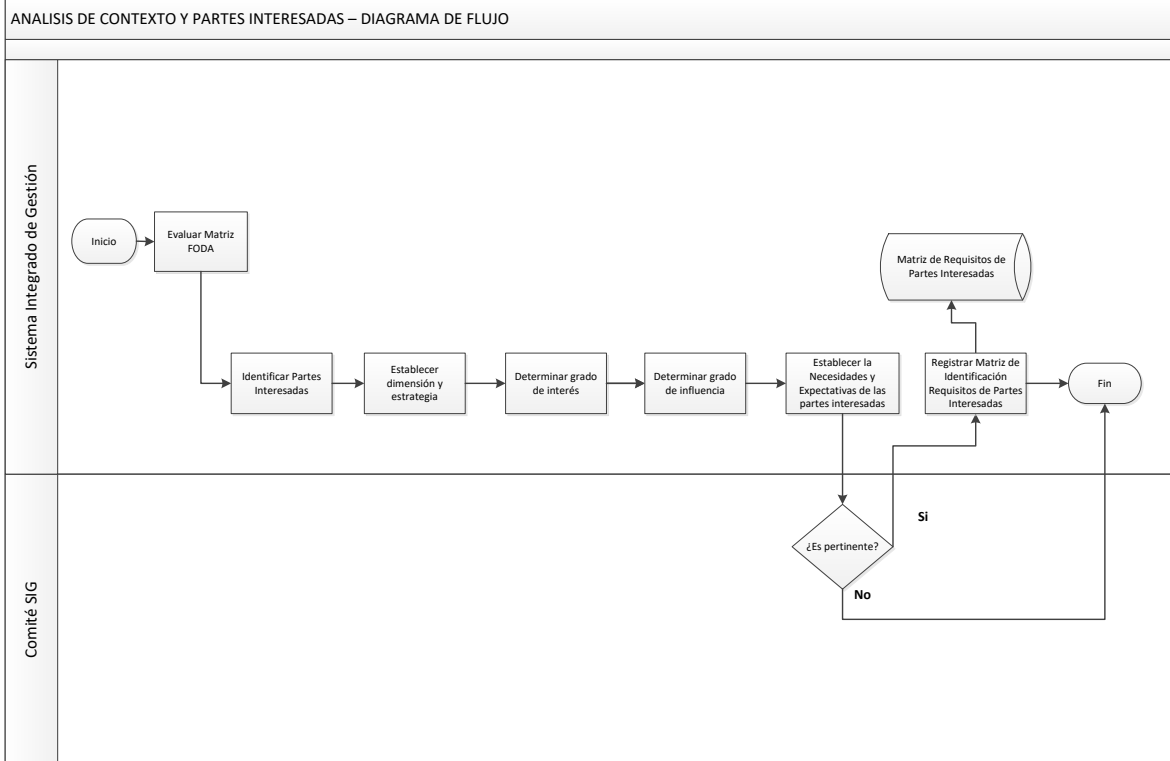 ANALISIS DE CONTEXTO Y PARTES INTERESADAS – DIAGRAMA DE FLUJO
Sistema Integrado de Gestión
Inicio
Evaluar Matriz
FODA
Identificar Partes
Interesadas
Establecer
dimensión y
estrategia
Determinar grado
de interés
Determinar grado
de influencia
Establecer la
Necesidades y
Expectativas de las
partes interesadas
Matriz de Requisitos de
Partes Interesadas
Registrar Matriz de
Identificación
Requisitos de Partes
Interesadas
Fin
Comité SIG
¿Es pertinente?
Si
No